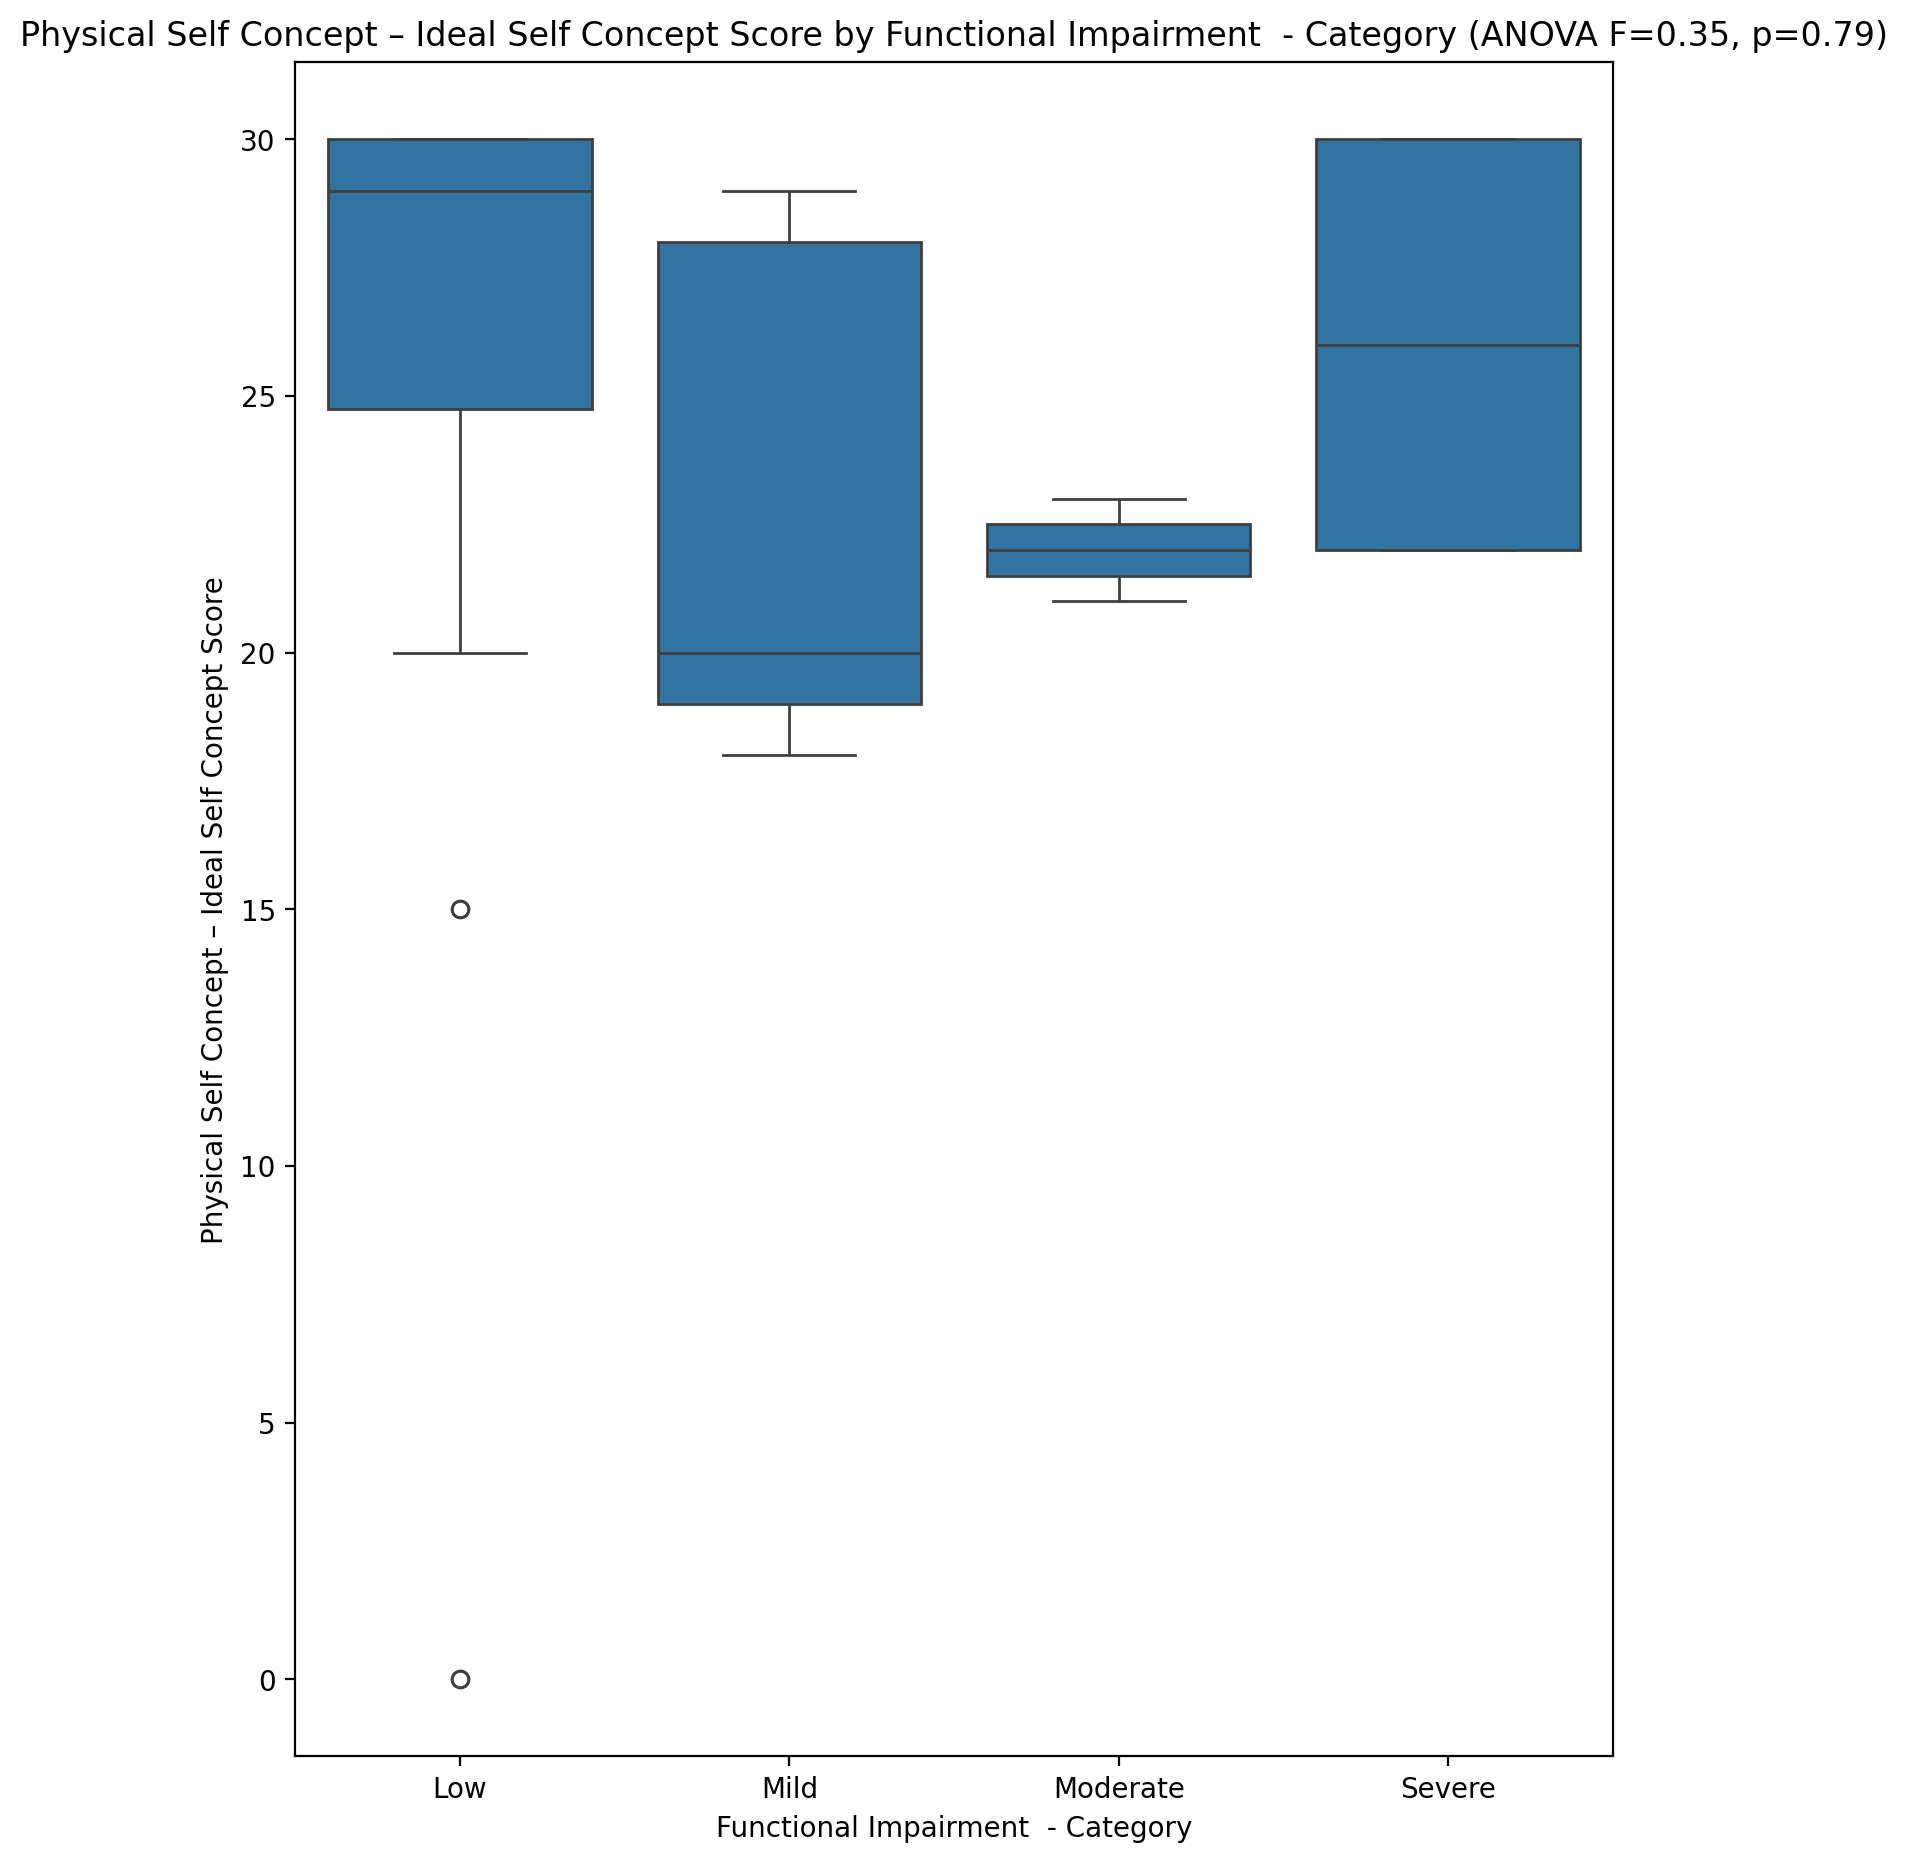 Physical Self Concept – Ideal Self Concept Score by Functional Impairment  - Category (ANOVA F=0.35, p=0.79)
Physical Self Concept – Ideal Self Concept Score
30
25
20
15
10
5
0
Low Mild Moderate Severe
Functional Impairment  - Category